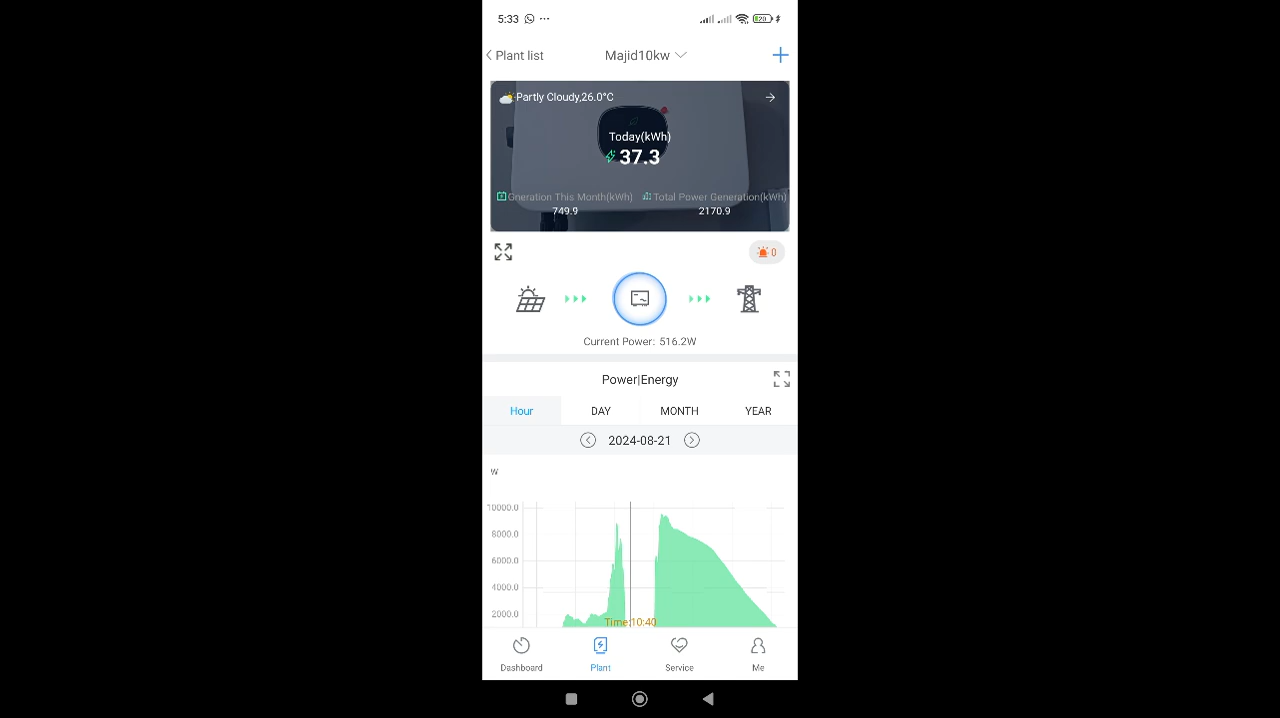 5:33
20
Plant list
Majid10kw
Partly Cloudy,26.0°C
Today(kWh)
37.3
Gneration This Month(kWh)
Total Power Generation(kWh)
749.9
2170.9
0
Current Power: 516.2W
Power|Energy
Hour
DAY
MONTH
YEAR
2024-08-21
W
10000.0
8000.0
6000.0
4000.0
2000.0
Time:10:40
Dashboard
Plant
Service
Me